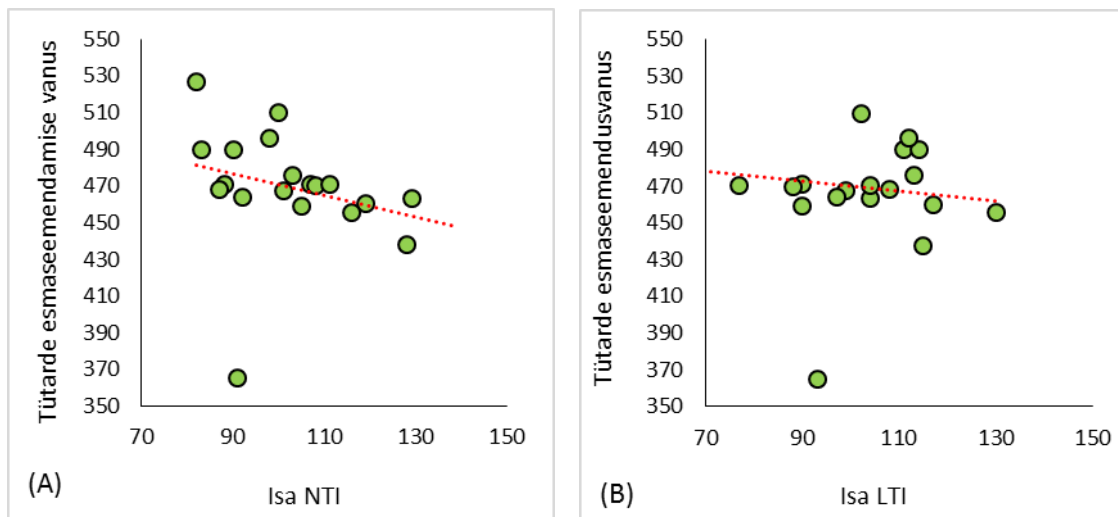 Tütarde esmaseemendamise vanus
550
530
510
490
470
450
430
410
390
370
350
70 90 110 130 150
(A)
Isa NTI
Tütarde esmaseemendusvanus
550
530
510
490
470
450
430
410
390
370
350
70 90 110 130 150
(B)
Isa LTI